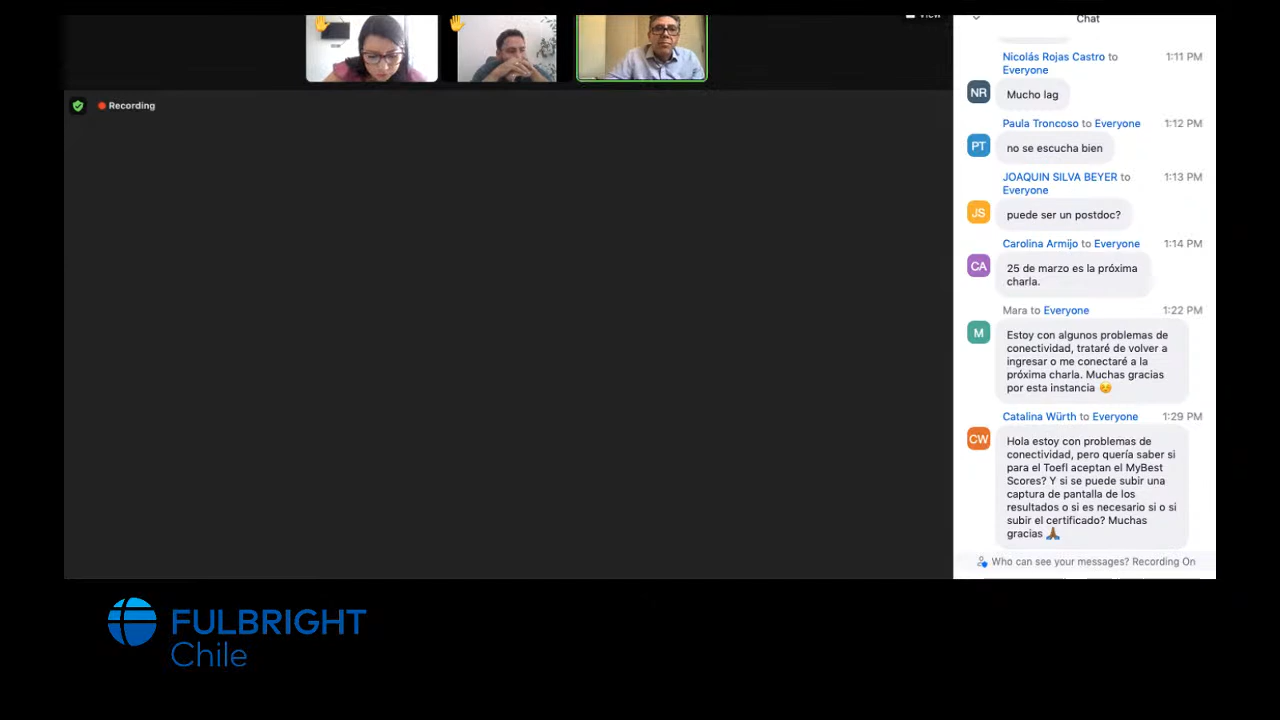 View
Recording
Chat
Nicolás Rojas Castro to
Everyone
1:11 PM
NR
Mucho lag
Paula Troncoso to Everyone
1:12 PM
PT
no se escucha bien
JOAQUIN SILVA BEYER to
Everyone
1:13 PM
JS
puede ser un postdoc?
Carolina Armijo to Everyone
1:14 PM
CA
25 de marzo es la próxima
charla.
Mara to Everyone
1:22 PM
M
Estoy con algunos problemas de
conectividad, trataré de volver a
ingresar o me conectaré a la
próxima charla. Muchas gracias
por esta instancia ☺️
Catalina Würth to Everyone
1:29 PM
CW
Hola estoy con problemas de
conectividad, pero quería saber si
para el Toefl aceptan el MyBest
Scores? Y si se puede subir una
captura de pantalla de los
resultados o si es necesario si o si
subir el certificado? Muchas
gracias 🙏🏾
Who can see your messages? Recording On
FULBRIGHT
Chile